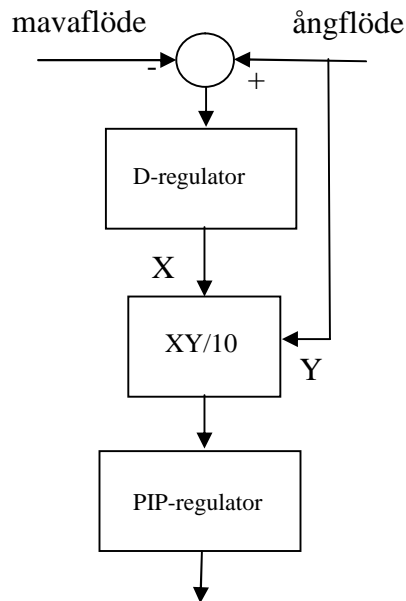 mavaflöde ångflöde
- +
D-regulator
X
XY/10
Y
PIP-regulator